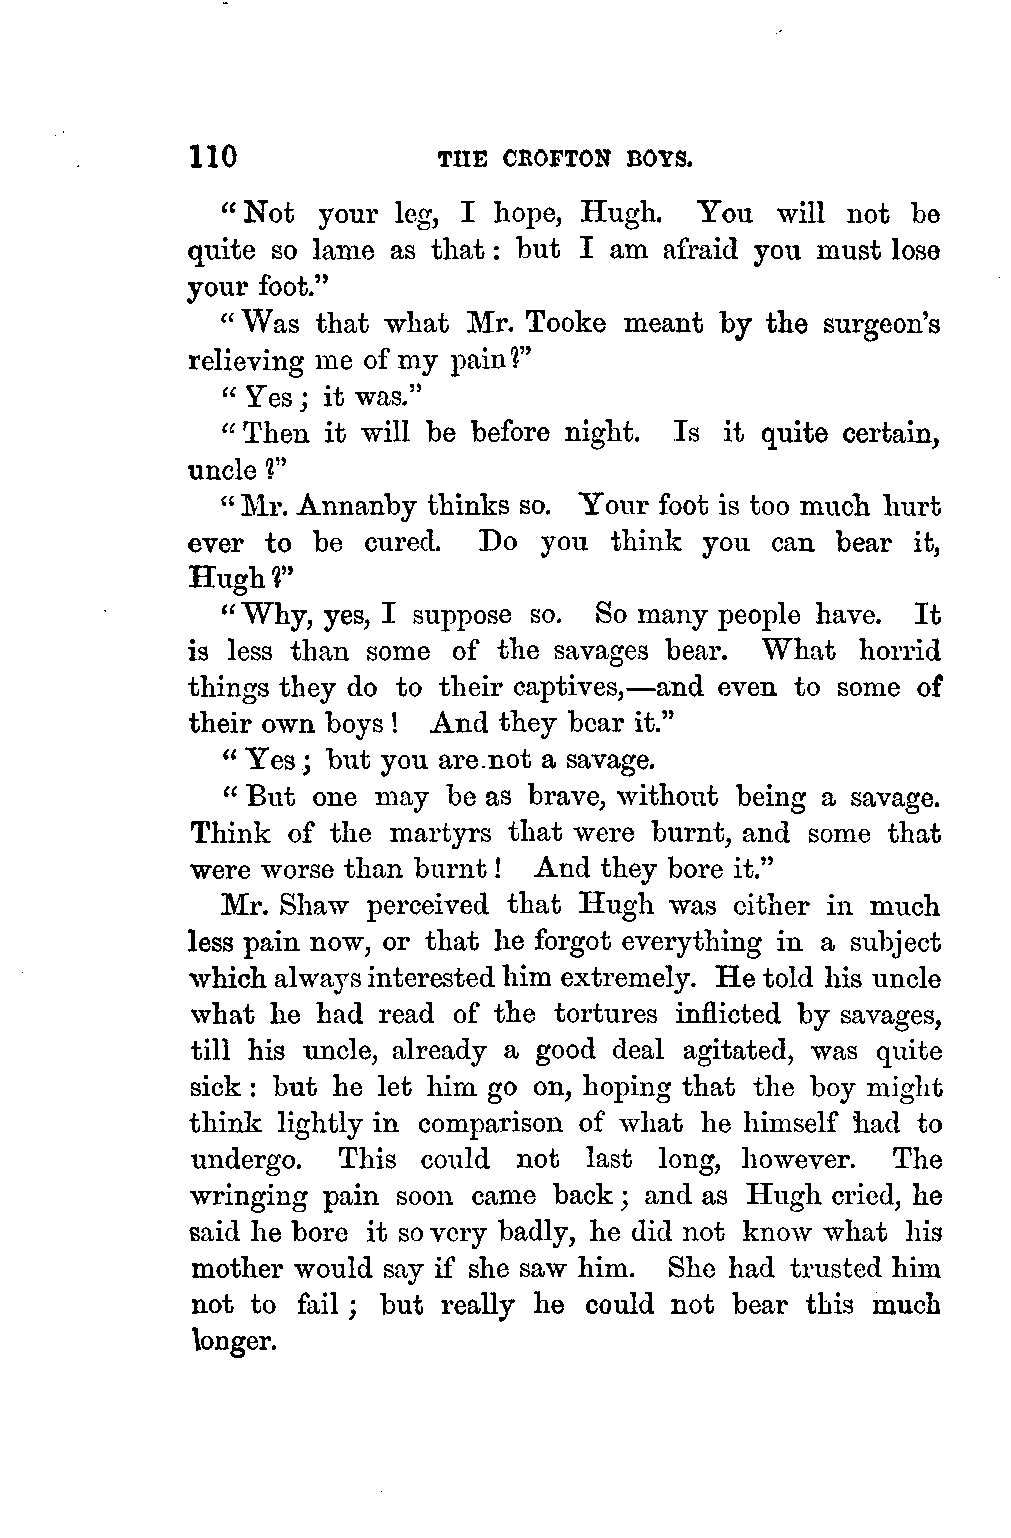 110 THE CROFTON BOYS.
“Not your leg, I hope, Hugh. You will not be
quite so lame as that: but I am afraid you must lose
your foot.”
“Was that what Mr. Tooke meant by the surgeon’s
relieving me of my pain?”
“Yes; it was.”
“Then it will be before night. Is it quite certain,
uncle?”
“Mr. Annanby thinks so. Your foot is too much hurt
ever to be cured. Do you think you can bear it,
Hugh?”
“Why, yes, I suppose so. So many people have. It
is less than some of the savages bear. What horrid
things they do to their captives,—and even to some of
their own boys! And they bear it.”
“Yes; but you are not a savage.
“But one may be as brave, without being a savage.
Think of the martyrs that were burnt, and some that
were worse than burnt! And they bore it.”
Mr. Shaw perceived that Hugh was either in much
less pain now, or that he forgot everything in a subject
which always interested him extremely. He told his uncle
what he had read of the tortures inflicted by savages,
till his uncle, already a good deal agitated, was quite
sick: but he let him go on, hoping that the boy might
think lightly in comparison of what he himself had to
undergo. This could not last long, however. The
wringing pain soon came back; and as Hugh cried, he
said he bore it so very badly, he did not know what his
mother would say if she saw him. She had trusted him
not to fail; but really he could not bear this much
longer.